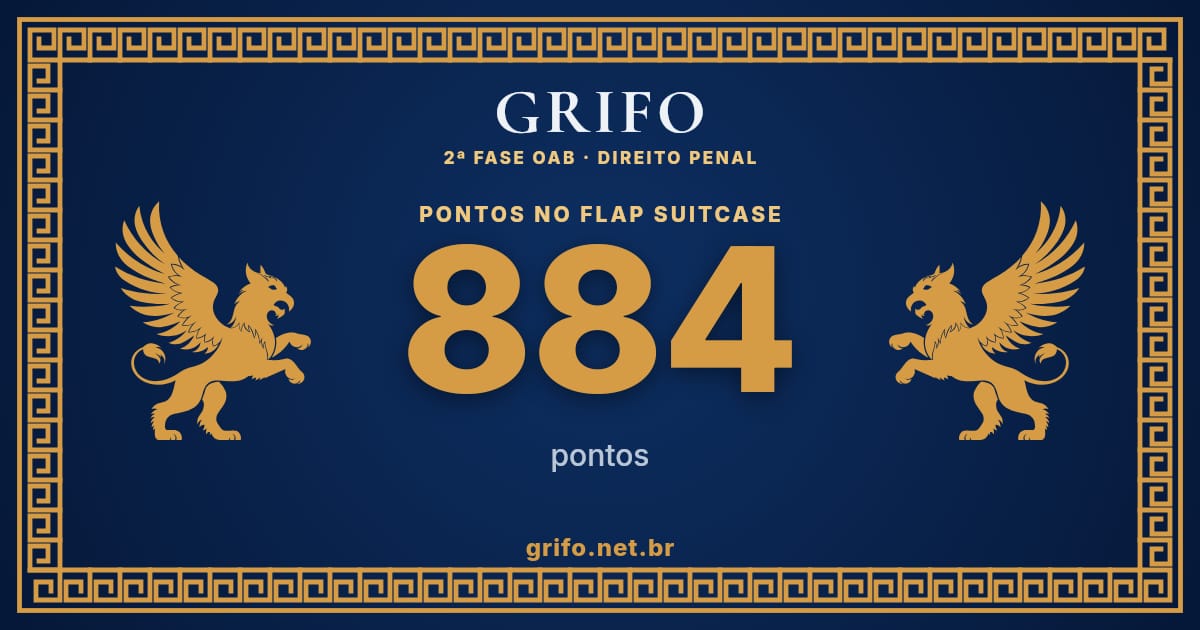 GRIFO
2ª FASE OAB · DIREITO PENAL
PONTOS NO FLAP SUITCASE
884
pontos
grifo.net.br